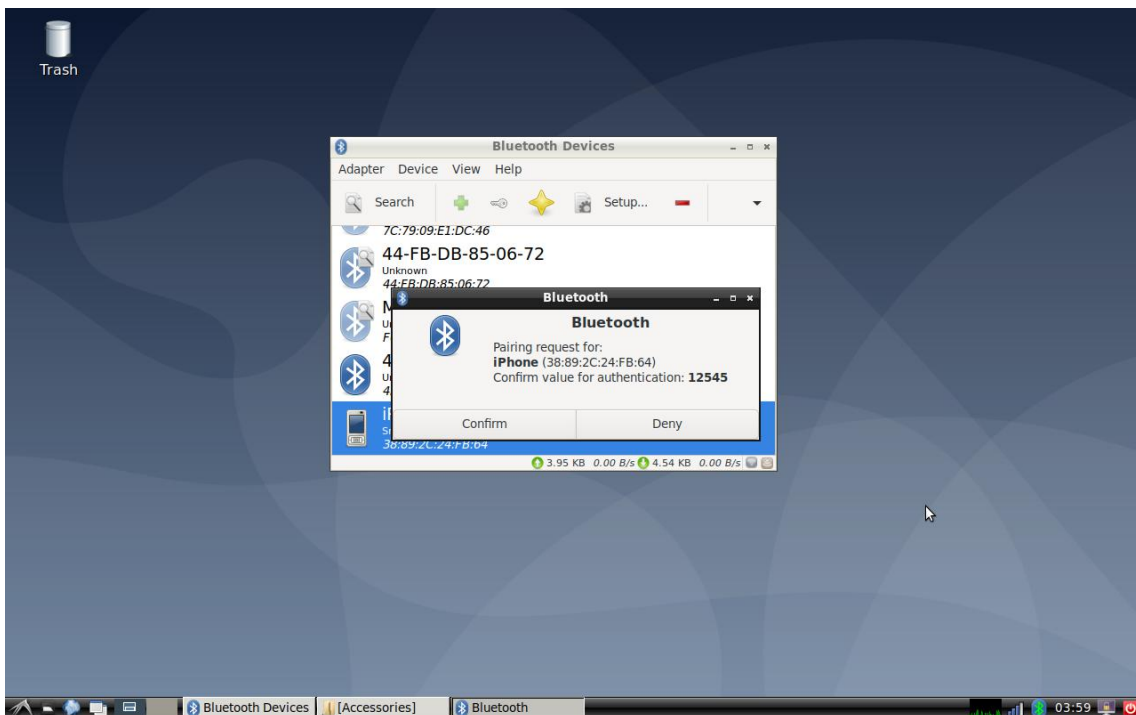 Trash
Bluetooth Devices
Adapter Device View Help
Search Setup...
7C:79:09:E1:DC:46
44-FB-DB-85-06-72
Unknown
44:FB:DB:85:06:72
Bluetooth
Bluetooth
Pairing request for:
iPhone (38:89:2C:24:FB:64)
Confirm value for authentication: 12545
Confirm Deny
38:89:2C:24:FB:64
3.95 KB 0.00 B/s 4.54 KB 0.00 B/s
Bluetooth Devices [Accessories] Bluetooth 03:59